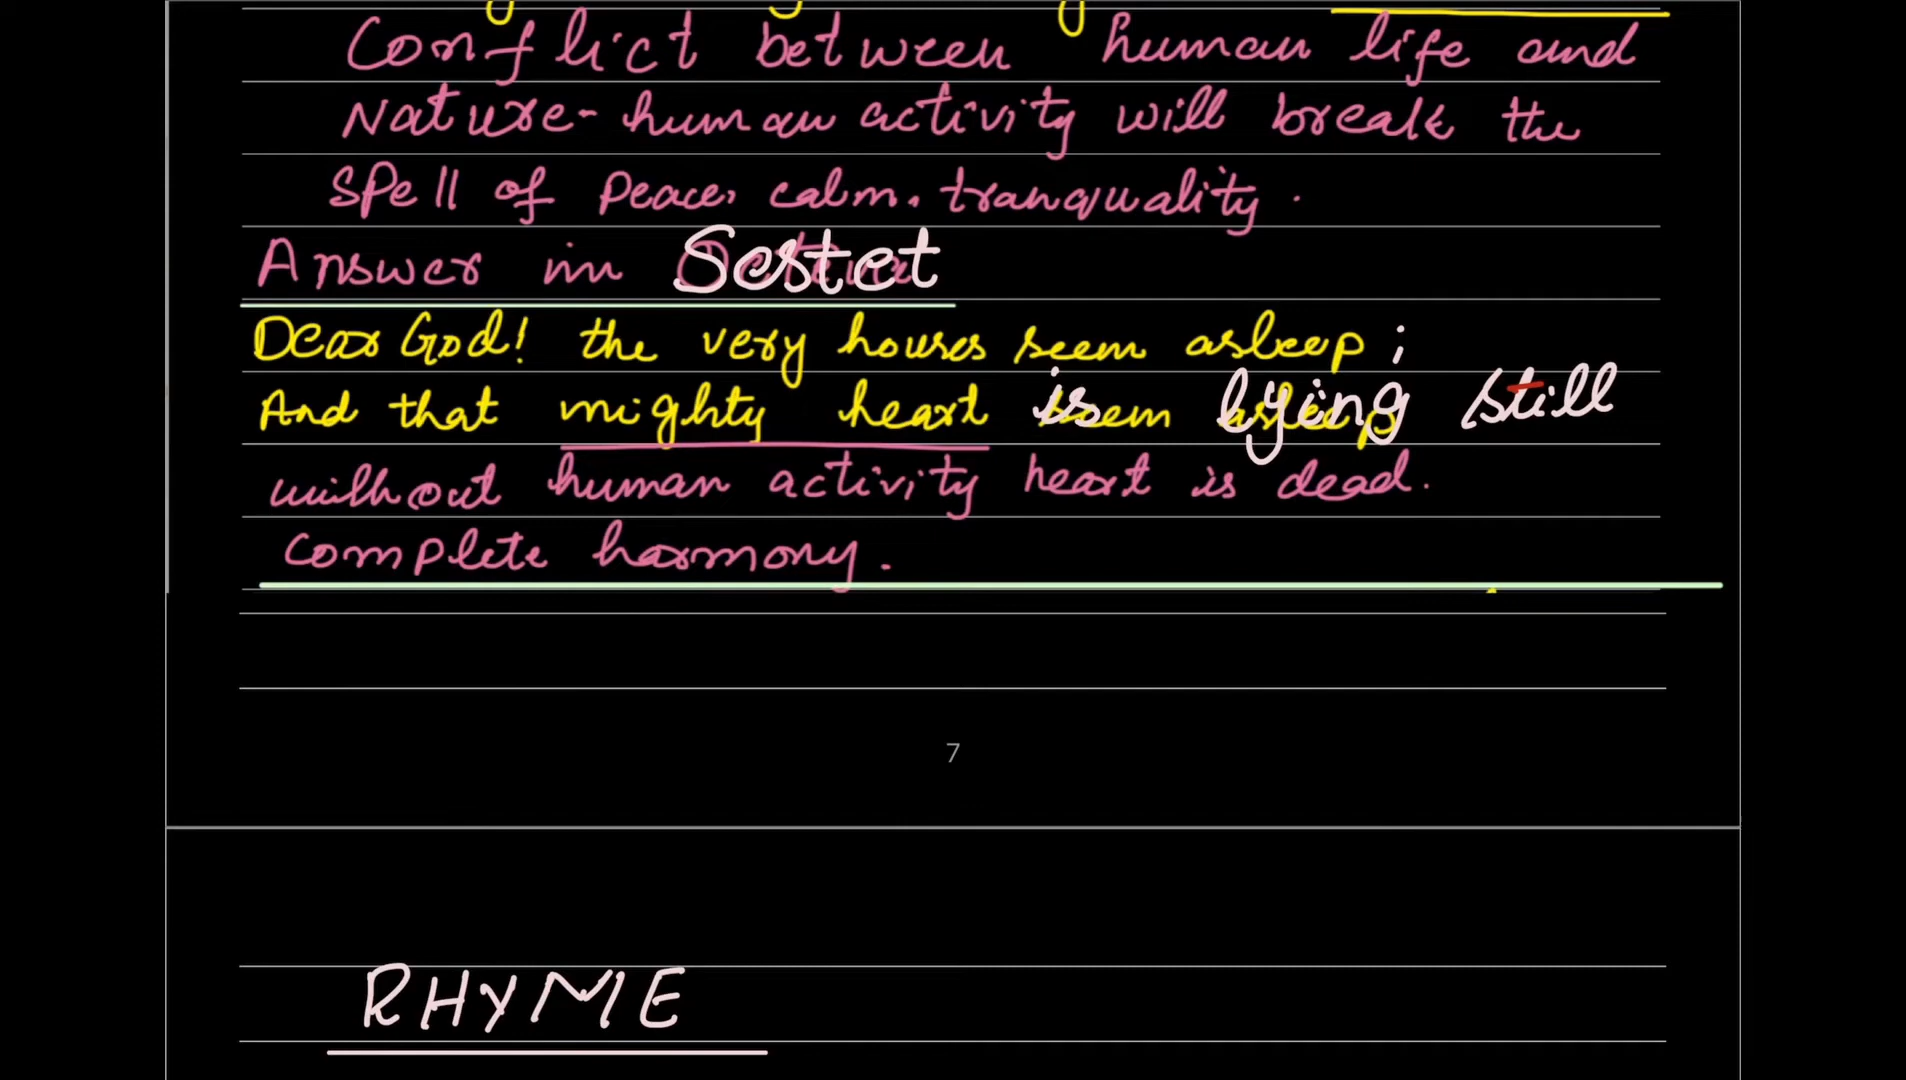 Conflict between human life and
Nature- human activity will break the
spell of peace, calm, tranquality.
Answer in Sestet
Dear God! the very houses seem asleep;
And that mighty heart is lying still
without human activity heart is dead.
complete harmony.
7
RHYME